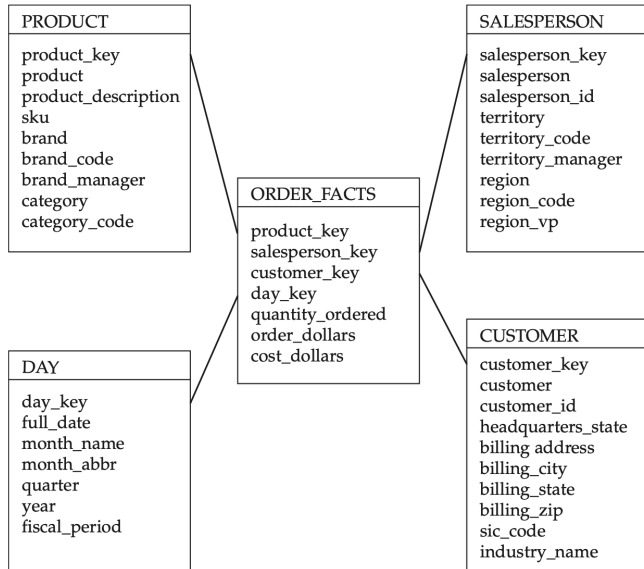 PRODUCT
product_key
product
product_description
sku
brand
brand_code
brand_manager
category
category_code
SALESPERSON
salesperson_key
salesperson
salesperson_id
territory
territory_code
territory_manager
region
region_code
region_vp
ORDER_FACTS
product_key
salesperson_key
customer_key
day_key
quantity_ordered
order_dollars
cost_dollars
DAY
day_key
full_date
month_name
month_abbr
quarter
year
fiscal_period
CUSTOMER
customer_key
customer
customer_id
headquarters_state
billing address
billing_city
billing_state
billing_zip
sic_code
industry_name